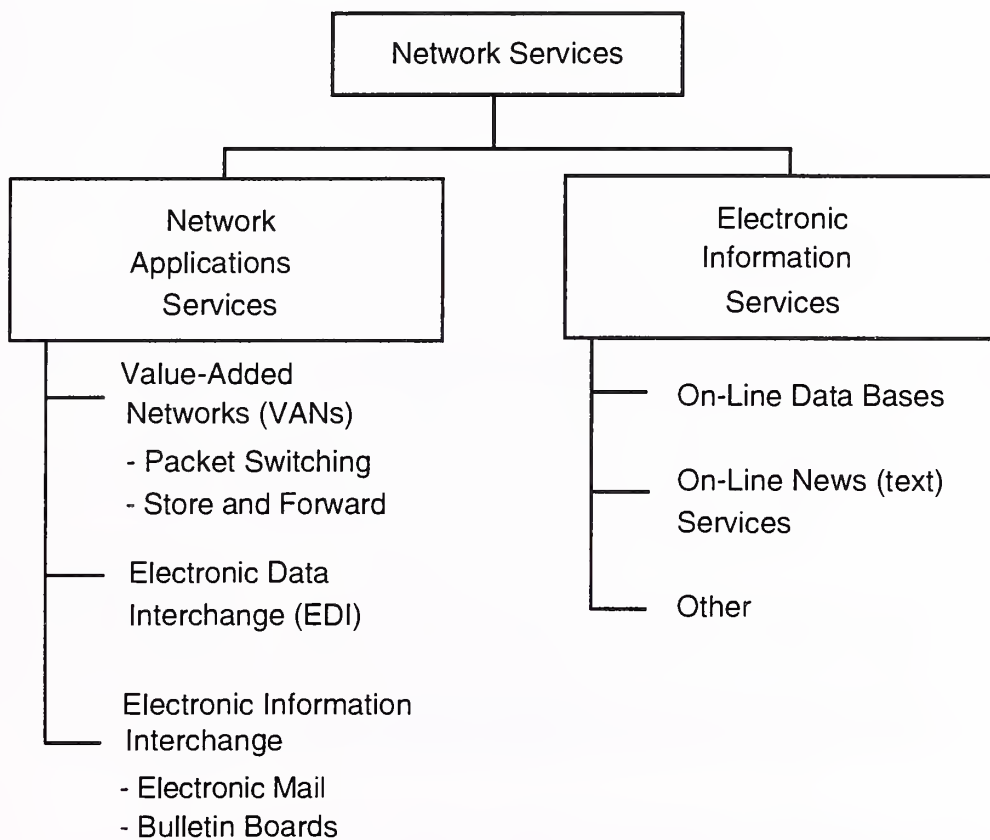 Network Services
Network
Applications
Services
Value-Added
Networks (VANs)
- Packet Switching
- Store and Forward
Electronic Data
Interchange (EDI)
Electronic Information
Interchange
- Electronic Mail
- Bulletin Boards
Electronic
Information
Services
On-Line Data Bases
On-Line News (text)
Services
Other